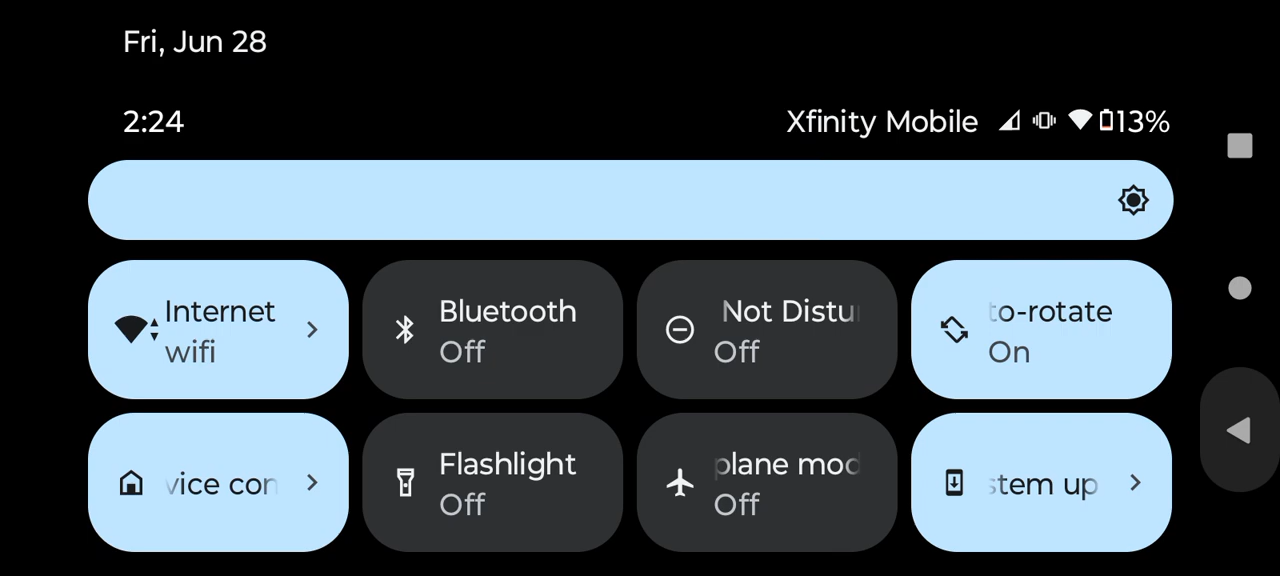 Fri, Jun 28
2:24
Xfinity Mobile 13%
Internet
wifi
Bluetooth
Off
Not Distu
Off
to-rotate
On
vice con
Flashlight
Off
plane mod
Off
stem up